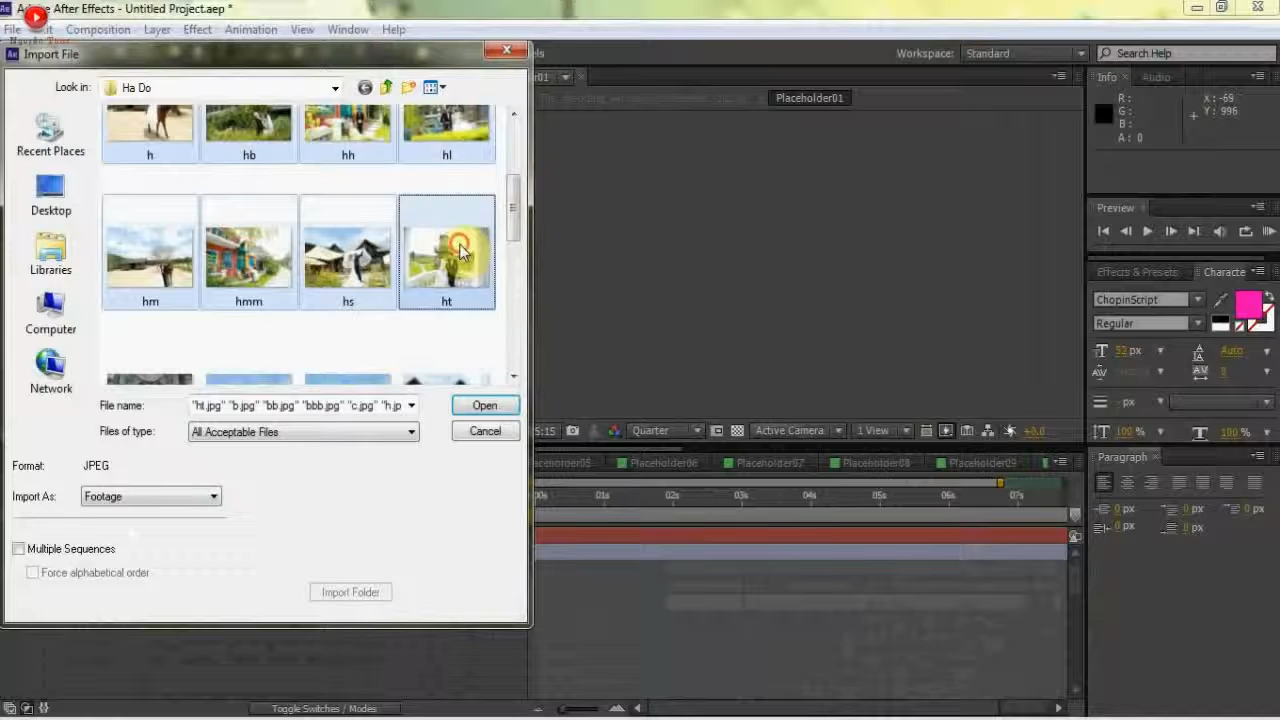 Adobe After Effects - Untitled Project.aep *
File Edit Composition Layer Effect Animation View Window Help
Import File
Workspace: Standard
Search Help
Look in: Ha Do
Placeholder01
Info Audio
R:
G:
B:
A: 0
X: -69
Y: 996
Recent Places
Desktop
Libraries
Computer
Network
h hb hh hl
hm hmm hs ht
Preview
Effects & Presets Characte
ChopinScript
Regular
52 px Auto
- px
100 % 100 %
File name: "ht.jpg" "b.jpg" "bb.jpg" "bbb.jpg" "c.jpg" "h.jp
Open
Files of type: All Acceptable Files
Cancel
Format: JPEG
Import As: Footage
Multiple Sequences
Force alphabetical order
Import Folder
Quarter Active Camera 1 View +0.0
Placeholder06 Placeholder07 Placeholder08 Placeholder09
01s 02s 03s 04s 05s 06s 07s
Paragraph
0 px 0 px 0 px
0 px 0 px
Toggle Switches / Modes